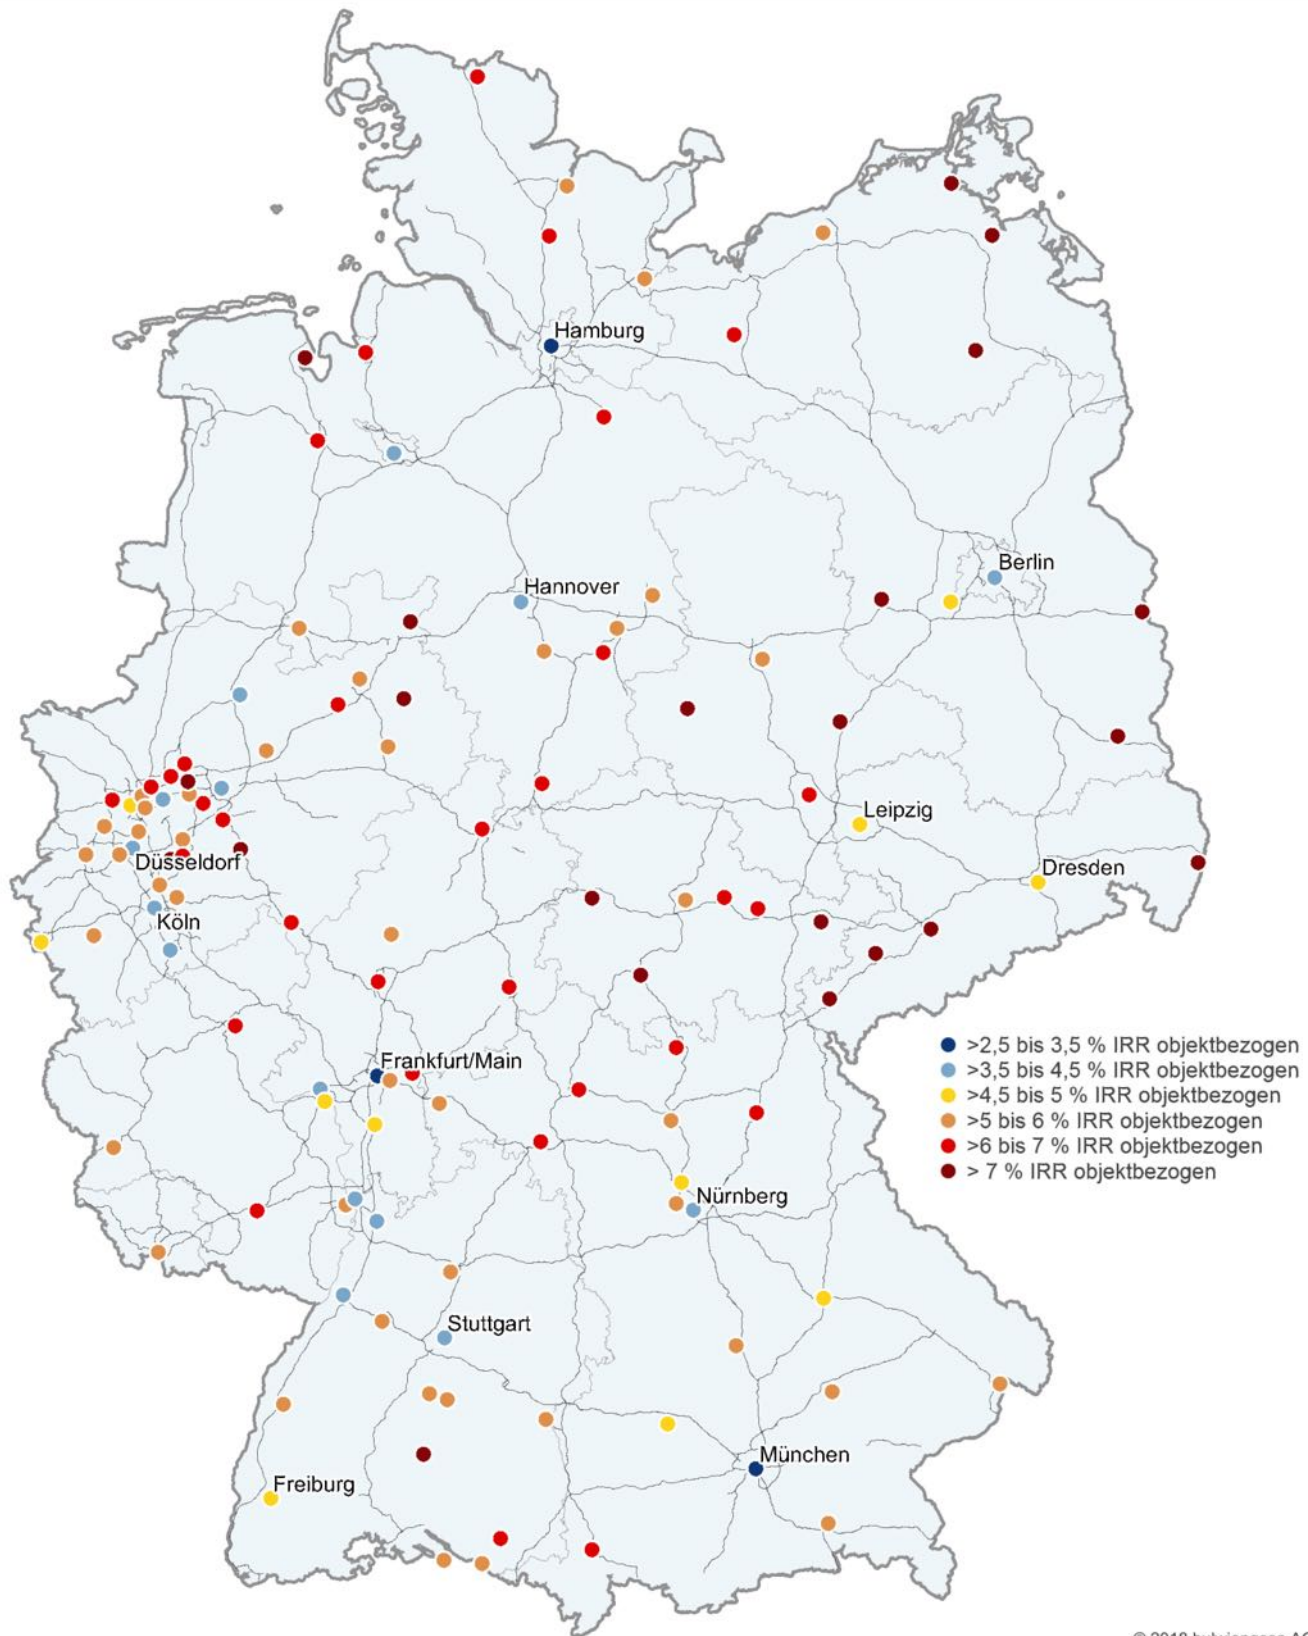 Hamburg
Berlin
Hannover
Leipzig
Düsseldorf
Dresden
Köln
Frankfurt/Main
>2,5 bis 3,5 % IRR objektbezogen
>3,5 bis 4,5 % IRR objektbezogen
>4,5 bis 5 % IRR objektbezogen
>5 bis 6 % IRR objektbezogen
>6 bis 7 % IRR objektbezogen
> 7 % IRR objektbezogen
Nürnberg
Stuttgart
München
Freiburg